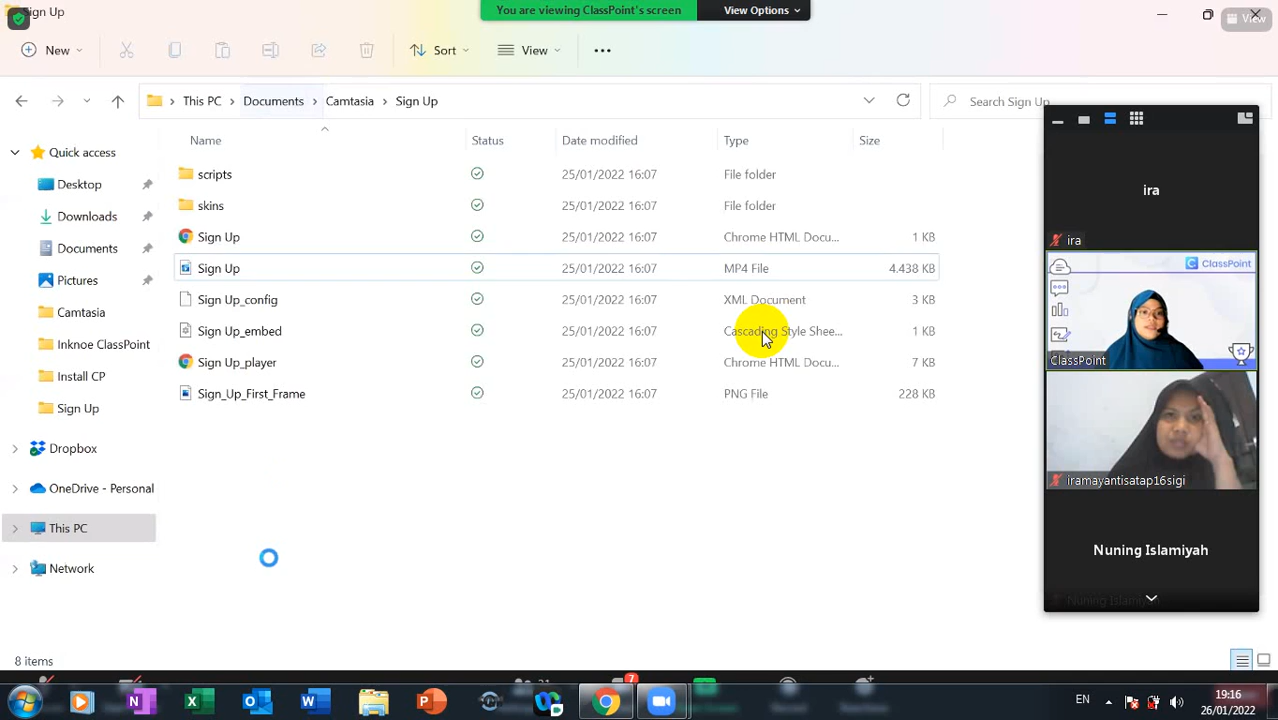 Sign Up
You are viewing ClassPoint's screen
View Options
View
New
Sort
View
This PC
Documents
Camtasia
Sign Up
Search Sign Up
Name
Status
Date modified
Type
Size
scripts
25/01/2022 16:07
File folder
skins
25/01/2022 16:07
File folder
Sign Up
25/01/2022 16:07
Chrome HTML Docu...
1 KB
Sign Up
25/01/2022 16:07
MP4 File
4.438 KB
Sign Up_config
25/01/2022 16:07
XML Document
3 KB
Sign Up_embed
25/01/2022 16:07
Cascading Style Shee...
1 KB
Sign Up_player
25/01/2022 16:07
Chrome HTML Docu...
7 KB
Sign_Up_First_Frame
25/01/2022 16:07
PNG File
228 KB
Quick access
Desktop
Downloads
Documents
Pictures
Camtasia
Inknoe ClassPoint
Install CP
Sign Up
Dropbox
OneDrive - Personal
This PC
Network
8 items
ira
ira
ClassPoint
ClassPoint
iramayantisatap16sigi
Nuning Islamiyah
Nuning Islamiyah
7
EN
19:16
26/01/2022